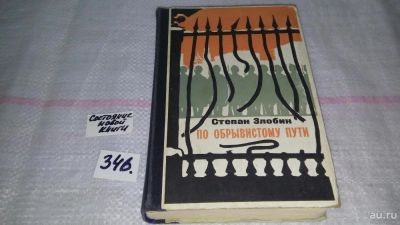 Состояние
новой
книги
346.
Степан Злобин
ПО ОБРЫВИСТОМУ ПУТИ
au.ru